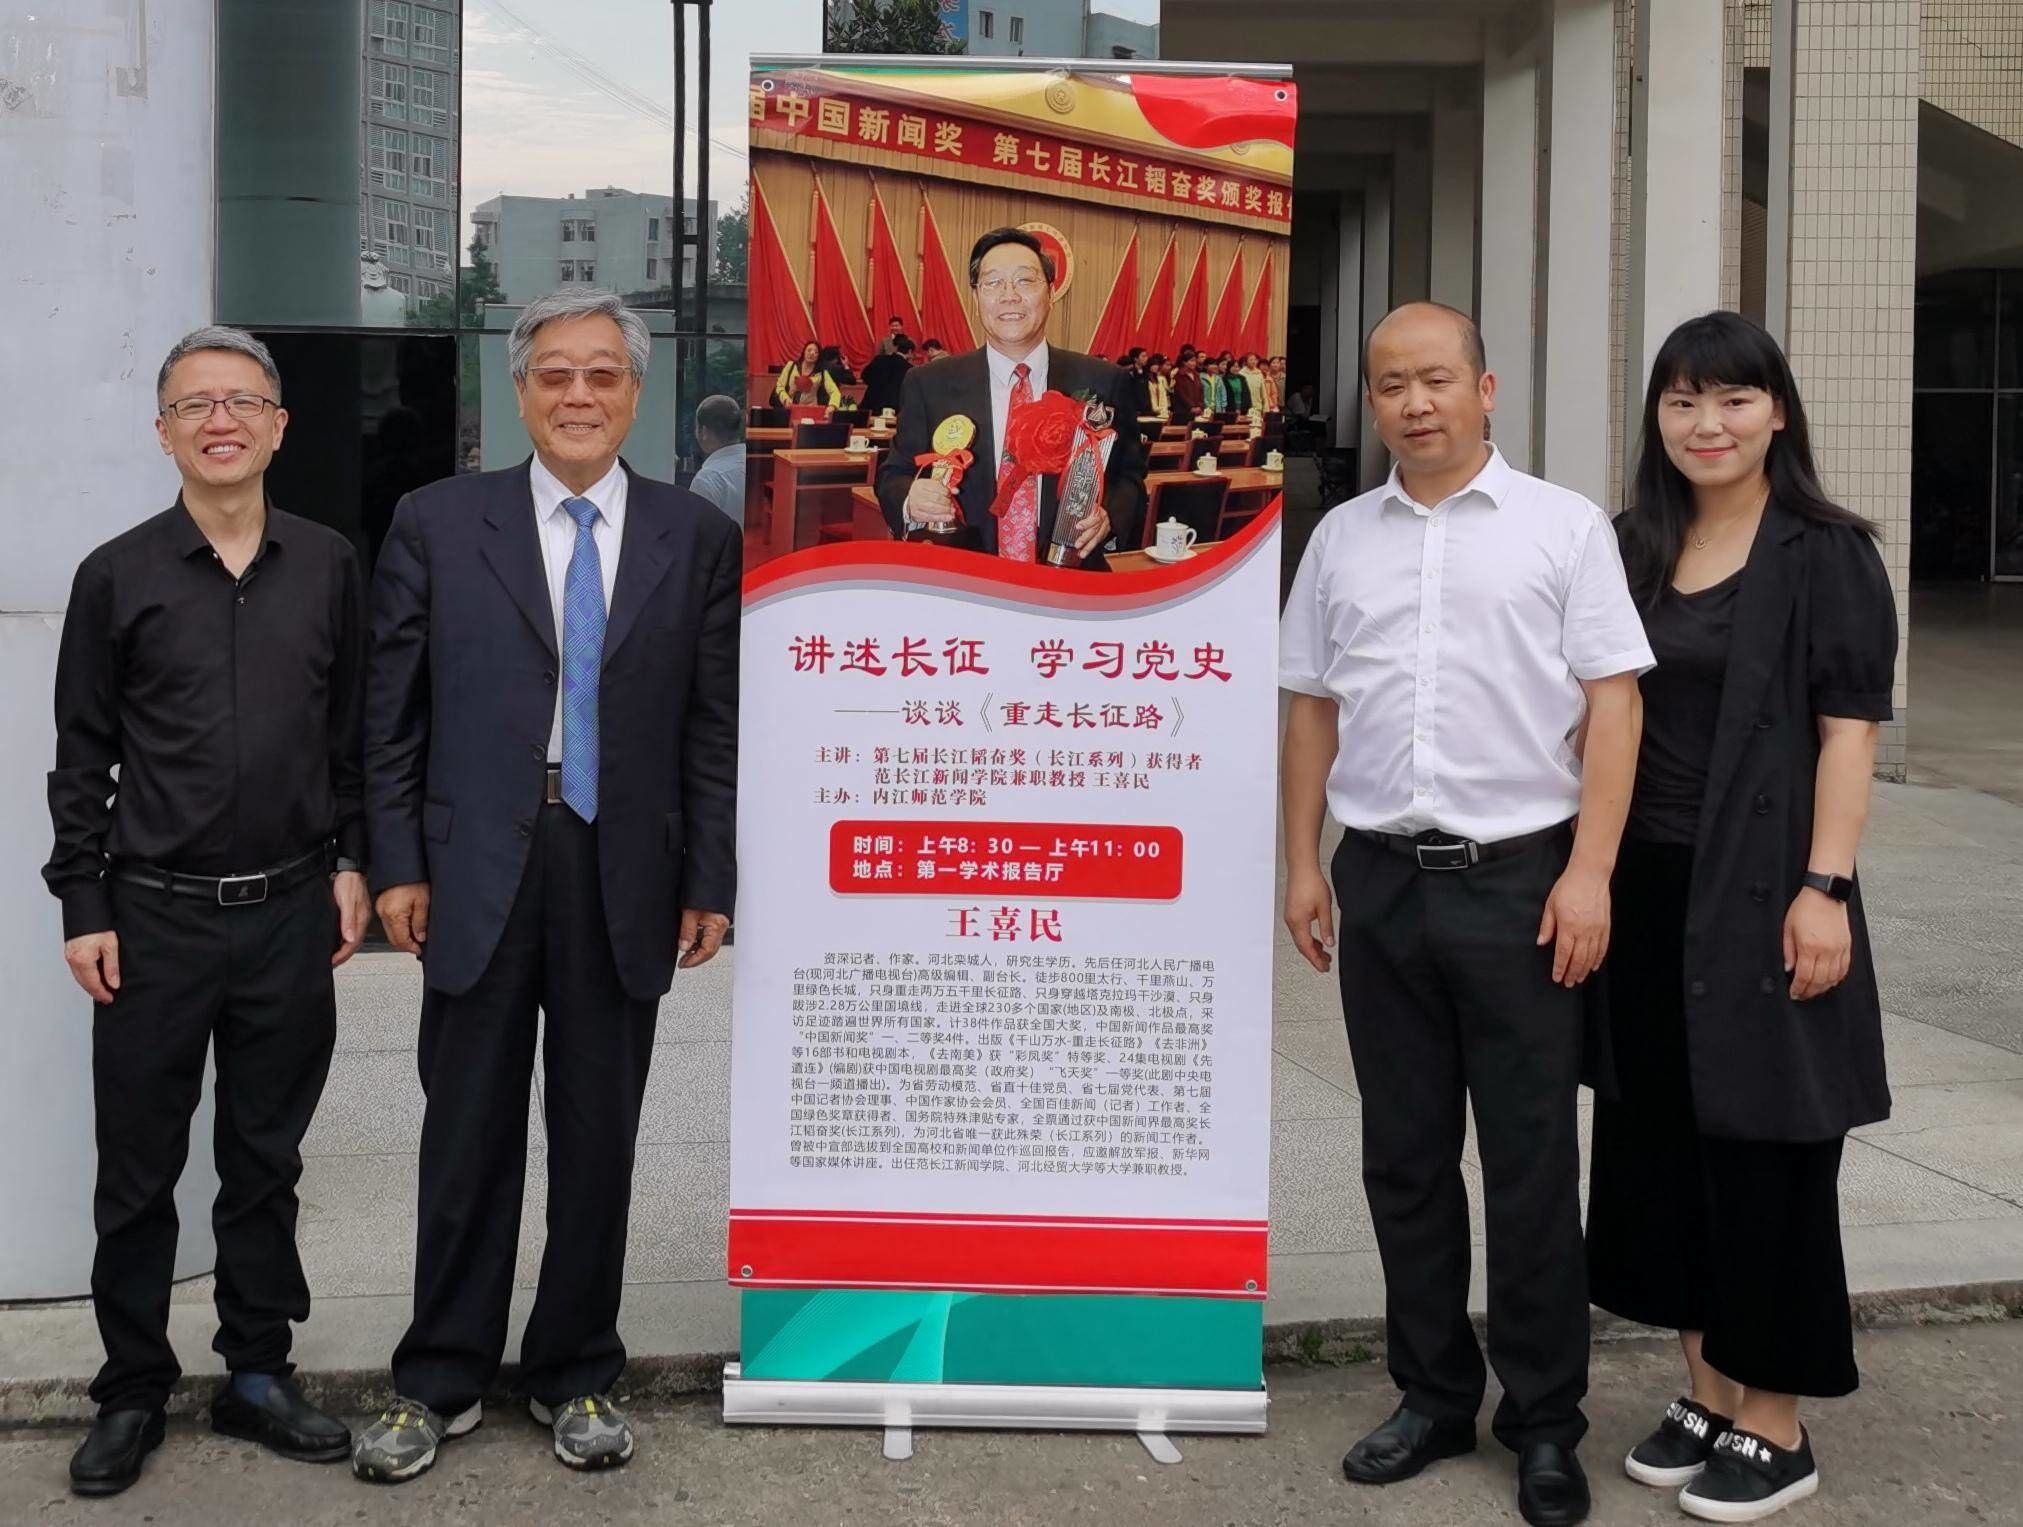 届中国新闻奖 第七届长江韬奋奖颁奖报
讲述长征 学习党史
——谈谈《重走长征路》
主讲：第七届长江韬奋奖（长江系列）获得者
范长江新闻学院兼职教授 王喜民
主办：内江师范学院
时间：上午8：30 — 上午11：00
地点：第一学术报告厅
王喜民
资深记者、作家。河北栾城人，研究生学历。先后任河北人民广播电
台(现河北广播电视台)高级编辑、副台长。徒步800里太行、千里燕山、万
里绿色长城，只身重走两万五千里长征路、只身穿越塔克拉玛干沙漠、只身
跋涉2.28万公里国境线，走进全球230多个国家(地区)及南极、北极点，采
访足迹踏遍世界所有国家。计38件作品获全国大奖，中国新闻作品最高奖
“中国新闻奖”一、二等奖4件。出版《千山万水-重走长征路》《去非洲》
等16部书和电视剧本，《去南美》获“彩凤奖”特等奖、24集电视剧《先
遣连》(编剧)获中国电视剧最高奖（政府奖）“飞天奖”一等奖(此剧中央电
视台一频道播出)。为省劳动模范、省直十佳党员、省七届党代表、第七届
中国记者协会理事、中国作家协会会员、全国百佳新闻（记者）工作者、全
国绿色奖章获得者、国务院特殊津贴专家，全票通过获中国新闻界最高奖长
江韬奋奖(长江系列)，为河北省唯一获此殊荣（长江系列）的新闻工作者。
曾被中宣部选拔到全国高校和新闻单位作巡回报告，应邀解放军报、新华网
等国家媒体讲座。出任范长江新闻学院、河北经贸大学等大学兼职教授。
USH
USH